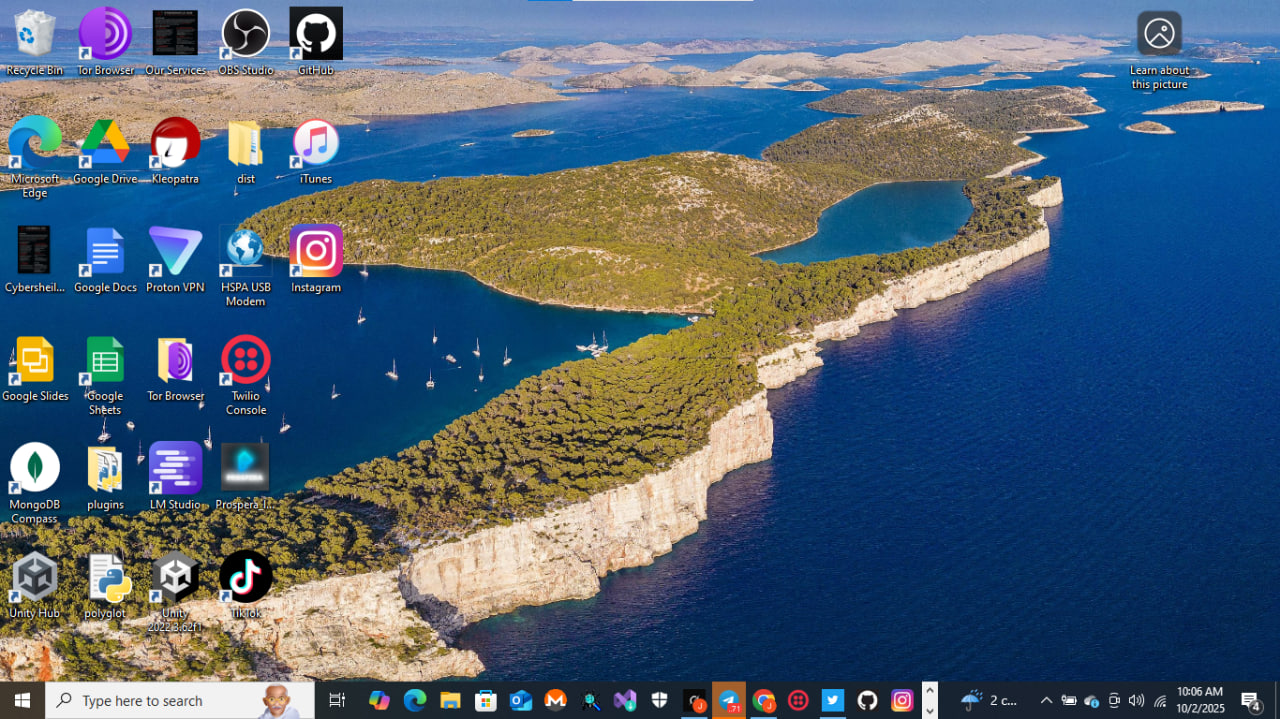 Recycle Bin
Tor Browser
Our Services...
OBS Studio
GitHub
Learn about
this picture
Microsoft
Edge
Google Drive
Kleopatra
dist
iTunes
Cybersheil...
Google Docs
Proton VPN
HSPA USB
Modem
Instagram
Google Slides
Google
Sheets
Tor Browser
Twilio
Console
MongoDB
Compass
plugins
LM Studio
PROSPERA
Prospera 1...
Unity Hub
polyglot
Unity
2022.3.62f1
TikTok
Type here to search
.71
2 c...
10:06 AM
10/2/2025
4